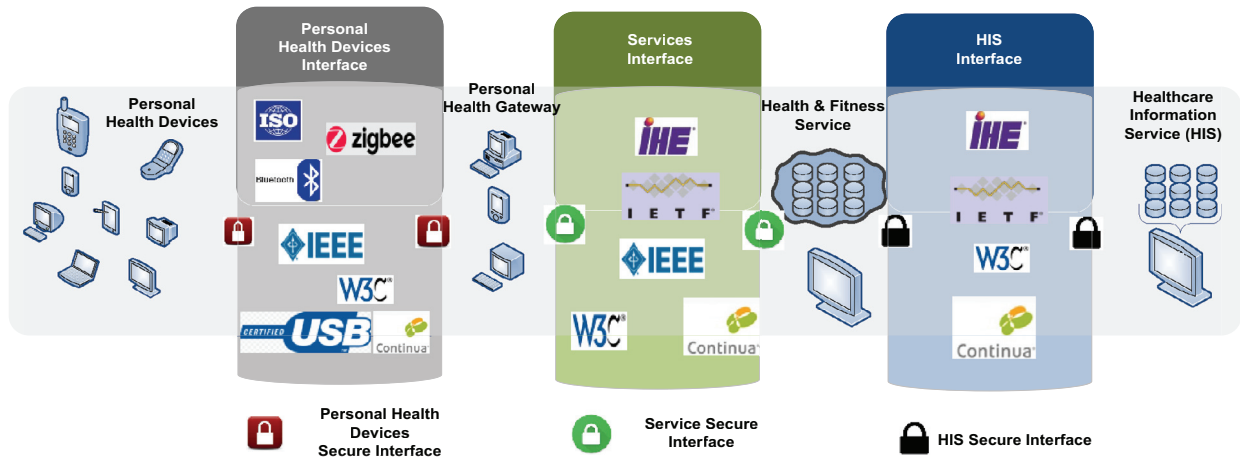 Personal
Health Devices
Interface
Services
Interface
HIS
Interface
Personal
Health Devices
Personal
Health Gateway
Health & Fitness
Service
Healthcare
Information
Service (HIS)
ISO
zigbee
Bluetooth
IEEE
W3C®
CERTIFIED USB
Continua
IHE
IETF®
IEEE
W3C®
Continua
IHE
IETF®
W3C®
Continua
Personal Health
Devices
Secure Interface
Service Secure
Interface
HIS Secure Interface